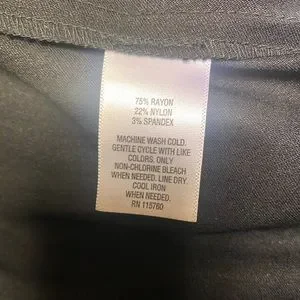 75% RAYON
22% NYLON
3% SPANDEX
MACHINE WASH COLD.
GENTLE CYCLE WITH LIKE
COLORS. ONLY
NON-CHLORINE BLEACH
WHEN NEEDED. LINE DRY.
COOL IRON
WHEN NEEDED.
RN 115760